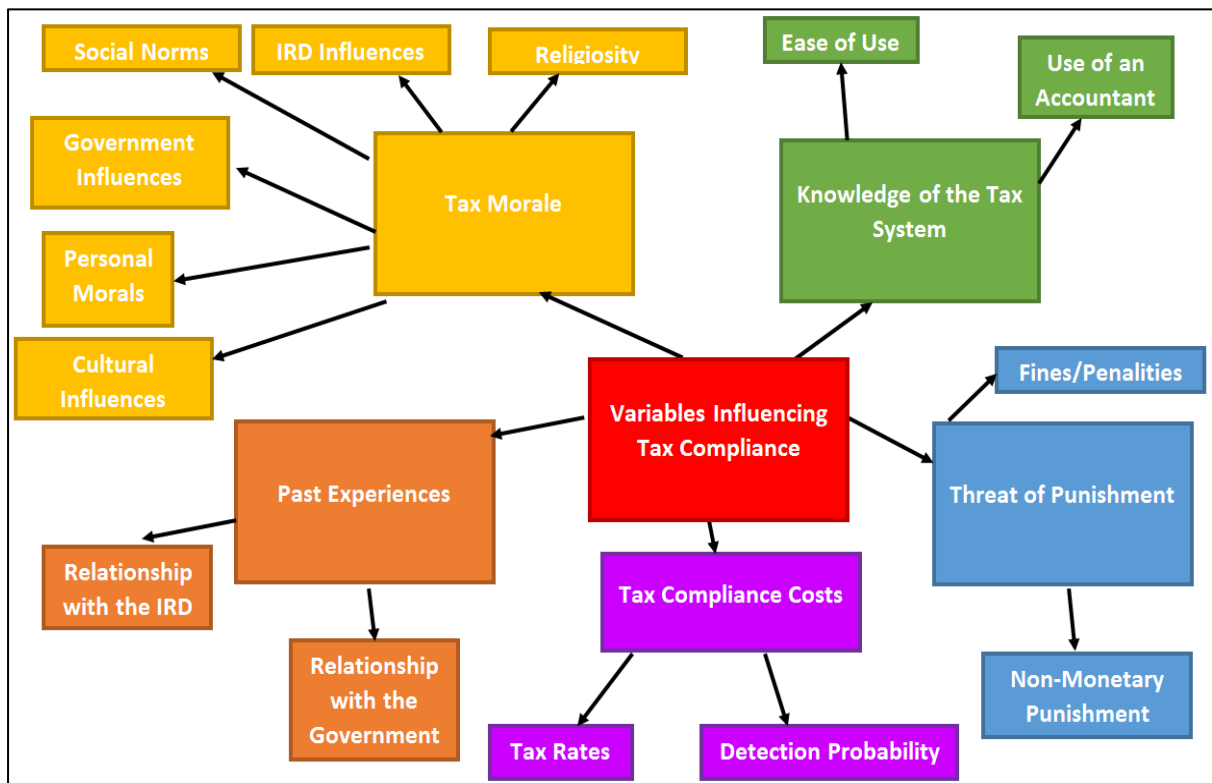 Social Norms
IRD Influences
Religiosity
Ease of Use
Use of an
Accountant
Government
Influences
Tax Morale
Knowledge of the Tax
System
Personal
Morals
Cultural
Influences
Fines/Penalities
Variables Influencing
Tax Compliance
Past Experiences
Threat of Punishment
Relationship
with the IRD
Tax Compliance Costs
Relationship
with the
Government
Non-Monetary
Punishment
Tax Rates
Detection Probability